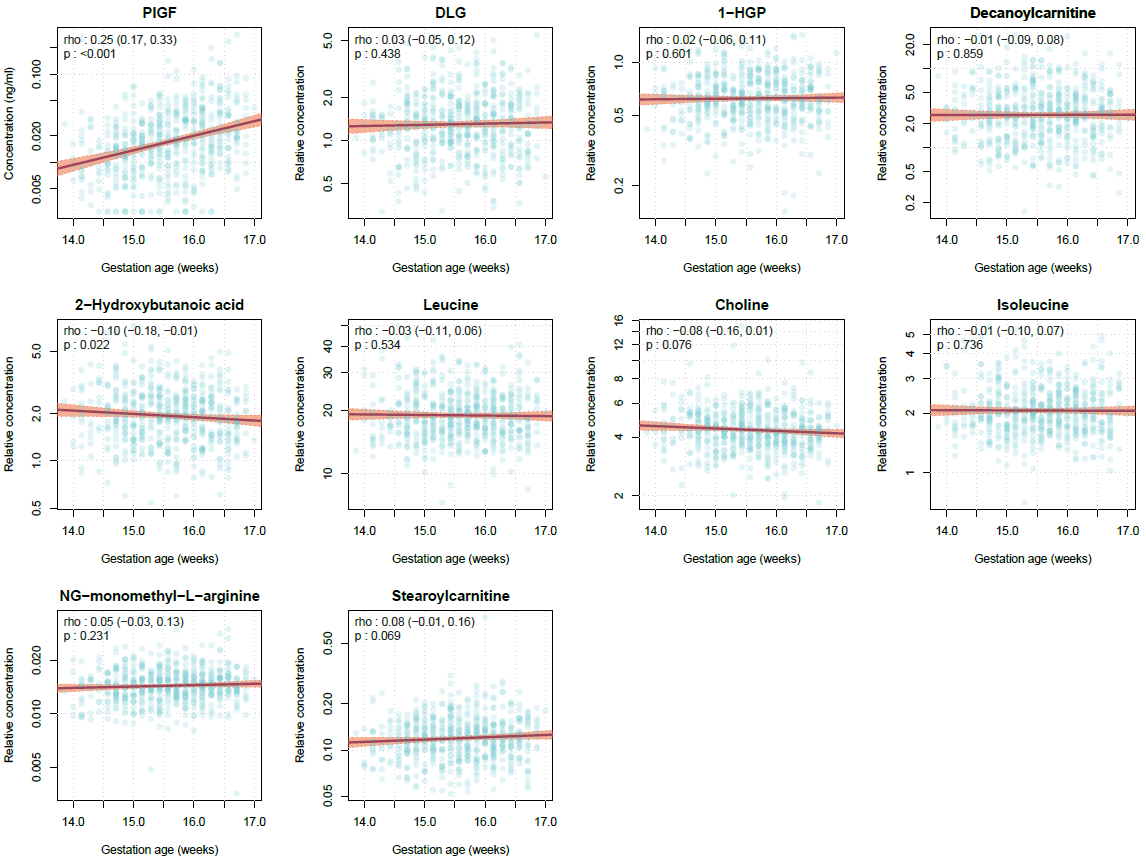 PlGF
rho : 0.25 (0.17, 0.33)
p : <0.001
Concentration (ng/ml)
0.100
0.020
0.005
14.0 15.0 16.0 17.0
Gestation age (weeks)
DLG
rho : 0.03 (−0.05, 0.12)
p : 0.438
Relative concentration
5.0
2.0
1.0
0.5
14.0 15.0 16.0 17.0
Gestation age (weeks)
1−HGP
rho : 0.02 (−0.06, 0.11)
p : 0.601
Relative concentration
1.0
0.5
0.2
14.0 15.0 16.0 17.0
Gestation age (weeks)
Decanoylcarnitine
rho : −0.01 (−0.09, 0.08)
p : 0.859
Relative concentration
20.0
5.0
2.0
0.5
0.2
14.0 15.0 16.0 17.0
Gestation age (weeks)
2−Hydroxybutanoic acid
rho : −0.10 (−0.18, −0.01)
p : 0.022
Relative concentration
5.0
2.0
1.0
0.5
14.0 15.0 16.0 17.0
Gestation age (weeks)
Leucine
rho : −0.03 (−0.11, 0.06)
p : 0.534
Relative concentration
40
30
20
10
14.0 15.0 16.0 17.0
Gestation age (weeks)
Choline
rho : −0.08 (−0.16, 0.01)
p : 0.076
Relative concentration
16
12
8
6
4
2
14.0 15.0 16.0 17.0
Gestation age (weeks)
Isoleucine
rho : −0.01 (−0.10, 0.07)
p : 0.736
Relative concentration
5
4
3
2
1
14.0 15.0 16.0 17.0
Gestation age (weeks)
NG−monomethyl−L−arginine
rho : 0.05 (−0.03, 0.13)
p : 0.231
Relative concentration
0.020
0.010
0.005
14.0 15.0 16.0 17.0
Gestation age (weeks)
Stearoylcarnitine
rho : 0.08 (−0.01, 0.16)
p : 0.069
Relative concentration
0.50
0.20
0.10
0.05
14.0 15.0 16.0 17.0
Gestation age (weeks)